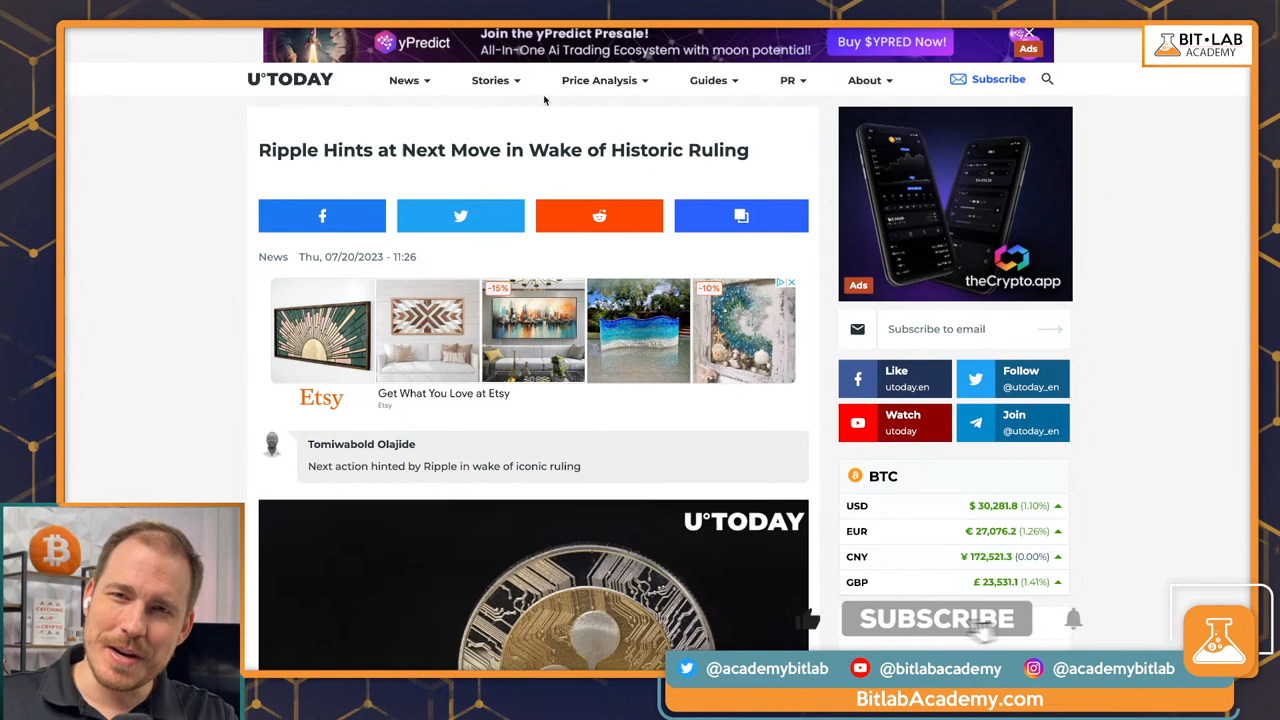 Join the yPredict Presale!
yPredict
All-In-One Ai Trading Ecosystem with moon potential!
Buy $YPRED Now!
Ads
BIT•LAB
ACADEMY
U°TODAY
News
Stories
Price Analysis
Guides
PR
About
Subscribe
Ripple Hints at Next Move in Wake of Historic Ruling
News Thu, 07/20/2023 - 11:26
-15%
-10%
Etsy
Get What You Love at Etsy
Etsy
Tomiwabold Olajide
Next action hinted by Ripple in wake of iconic ruling
U°TODAY
Ads
theCrypto.app
Subscribe to email
Like
utoday.en
Follow
@utoday_en
Watch
utoday
Join
@utoday_en
BTC
USD $ 30,281.8 (1.10%)
EUR € 27,076.2 (1.26%)
CNY ¥ 172,521.3 (0.00%)
GBP £ 23,531.1 (1.41%)
SUBSCRIBE
CATCHING
UP
TO CRYPTO
@academybitlab
@bitlabacademy
@academybitlab
BitlabAcademy.com